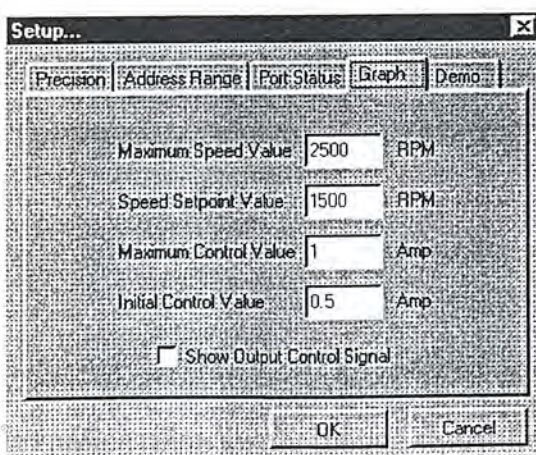 Setup...
Precision Address Range Port Status Graph Demo
Maximum Speed Value 2500 RPM
Speed Setpoint Value 1500 RPM
Maximum Control Value 1 Amp
Initial Control Value 0.5 Amp
Show Output Control Signal
OK Cancel